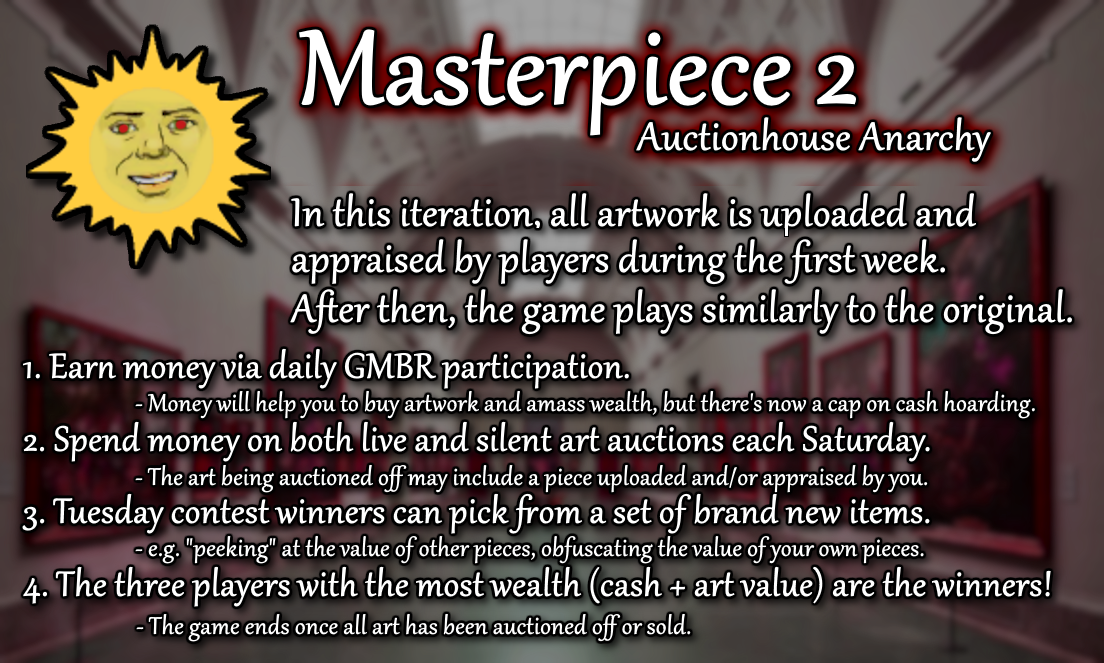 Masterpiece 2
Auctionhouse Anarchy
In this iteration, all artwork is uploaded and
appraised by players during the first week.
After then, the game plays similarly to the original.
1. Earn money via daily GMBR participation.
- Money will help you to buy artwork and amass wealth, but there's now a cap on cash hoarding.
2. Spend money on both live and silent art auctions each Saturday.
- The art being auctioned off may include a piece uploaded and/or appraised by you.
3. Tuesday contest winners can pick from a set of brand new items.
- e.g. "peeking" at the value of other pieces, obfuscating the value of your own pieces.
4. The three players with the most wealth (cash + art value) are the winners!
- The game ends once all art has been auctioned off or sold.